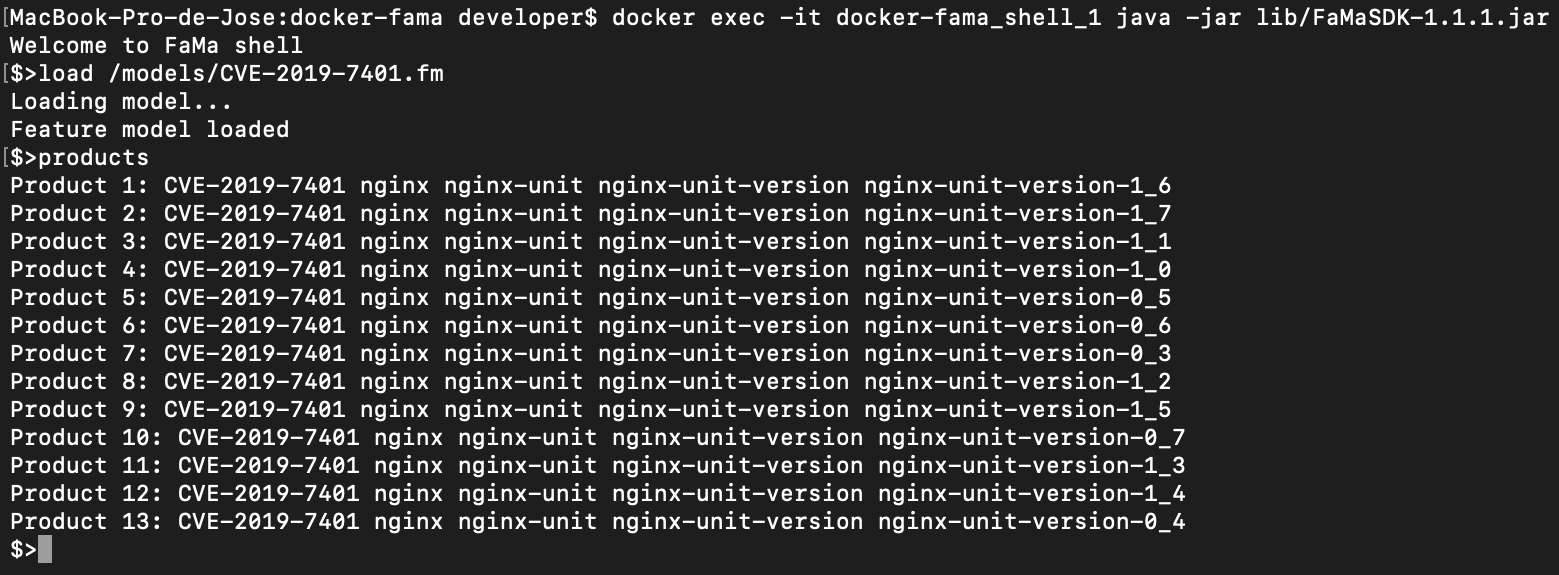 [MacBook-Pro-de-Jose:docker-fama developer$ docker exec -it docker-fama_shell_1 java -jar lib/FaMaSDK-1.1.1.jar
Welcome to FaMa shell
[$>load /models/CVE-2019-7401.fm
Loading model...
Feature model loaded
[$>products
Product 1: CVE-2019-7401 nginx nginx-unit nginx-unit-version nginx-unit-version-1_6
Product 2: CVE-2019-7401 nginx nginx-unit nginx-unit-version nginx-unit-version-1_7
Product 3: CVE-2019-7401 nginx nginx-unit nginx-unit-version nginx-unit-version-1_1
Product 4: CVE-2019-7401 nginx nginx-unit nginx-unit-version nginx-unit-version-1_0
Product 5: CVE-2019-7401 nginx nginx-unit nginx-unit-version nginx-unit-version-0_5
Product 6: CVE-2019-7401 nginx nginx-unit nginx-unit-version nginx-unit-version-0_6
Product 7: CVE-2019-7401 nginx nginx-unit nginx-unit-version nginx-unit-version-0_3
Product 8: CVE-2019-7401 nginx nginx-unit nginx-unit-version nginx-unit-version-1_2
Product 9: CVE-2019-7401 nginx nginx-unit nginx-unit-version nginx-unit-version-1_5
Product 10: CVE-2019-7401 nginx nginx-unit nginx-unit-version nginx-unit-version-0_7
Product 11: CVE-2019-7401 nginx nginx-unit nginx-unit-version nginx-unit-version-1_3
Product 12: CVE-2019-7401 nginx nginx-unit nginx-unit-version nginx-unit-version-1_4
Product 13: CVE-2019-7401 nginx nginx-unit nginx-unit-version nginx-unit-version-0_4
$>